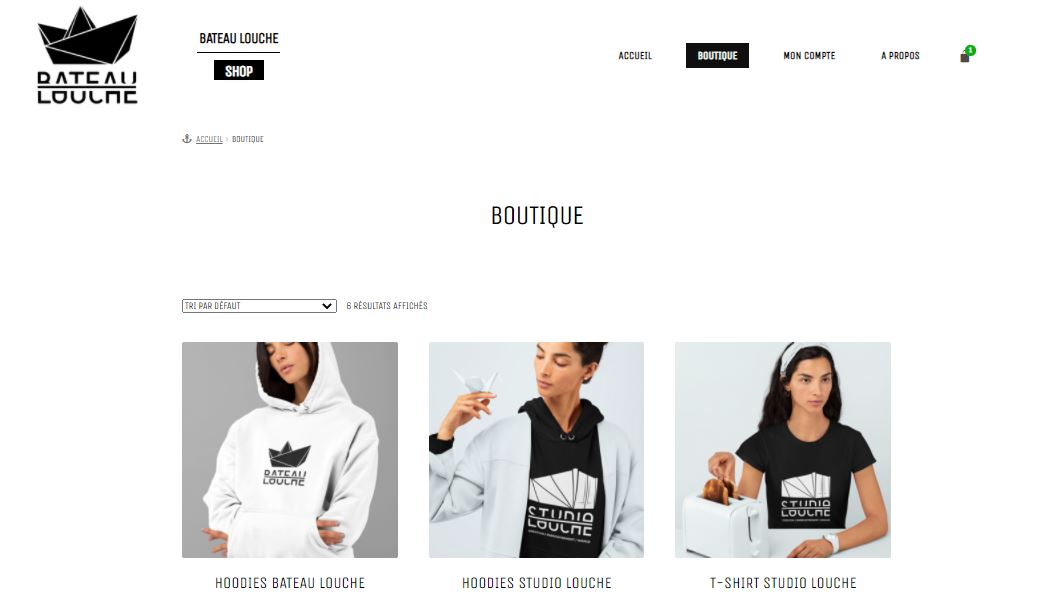 BATEAU
LOUCHE
BATEAU LOUCHE
SHOP
ACCUEIL
BOUTIQUE
MON COMPTE
A PROPOS
1
ACCUEIL › BOUTIQUE
BOUTIQUE
TRI PAR DÉFAUT
6 RÉSULTATS AFFICHÉS
BATEAU
LOUCHE
STUDIO
LOUCHE
STUDIO
LOUCHE
HOODIES BATEAU LOUCHE
HOODIES STUDIO LOUCHE
T-SHIRT STUDIO LOUCHE